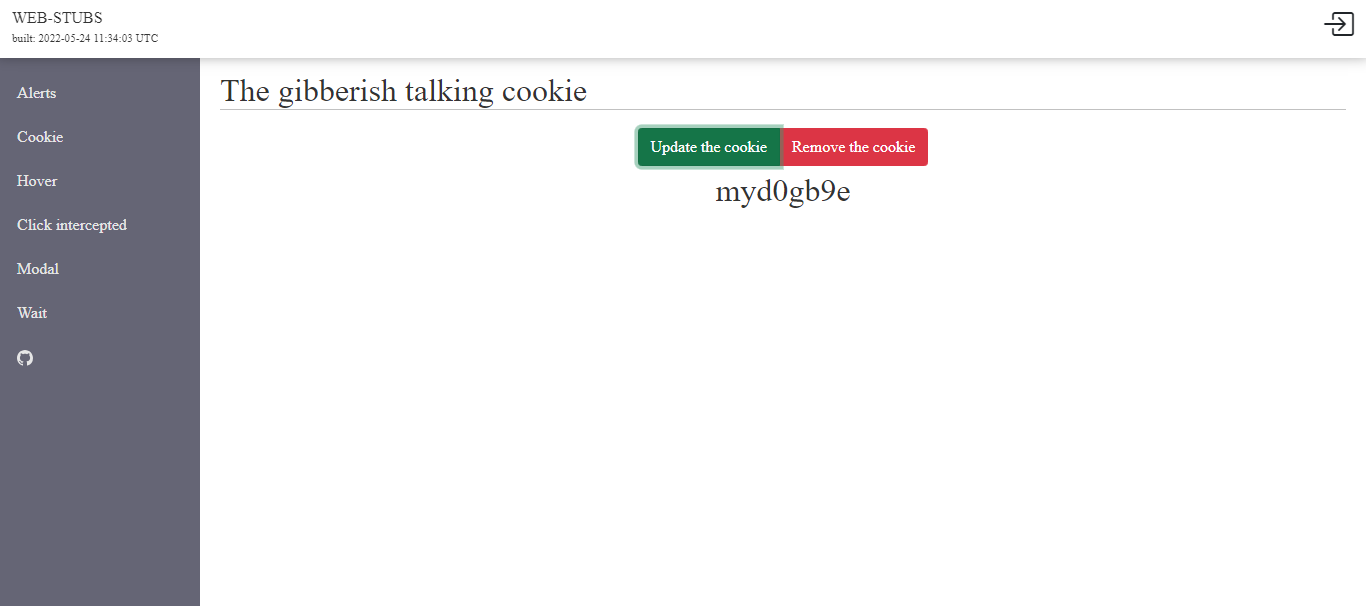 WEB-STUBS
built: 2022-05-24 11:34:03 UTC
Alerts
Cookie
Hover
Click intercepted
Modal
Wait
The gibberish talking cookie
Update the cookie Remove the cookie
myd0gb9e